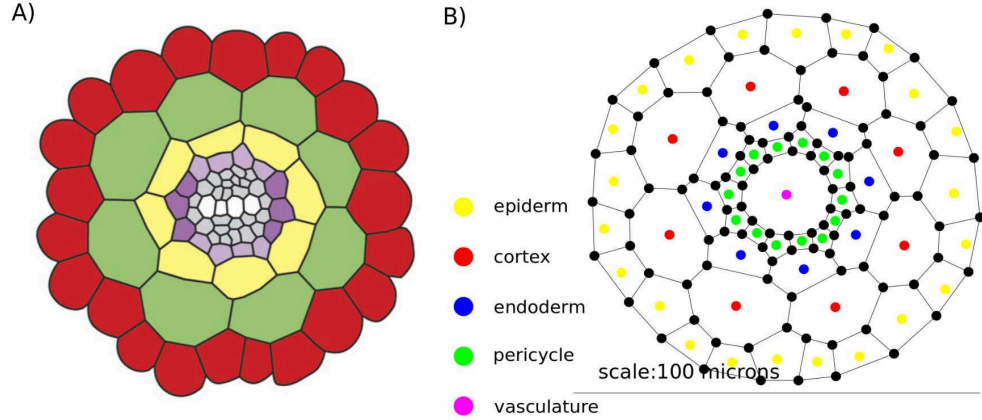 A)
B)
epiderm
cortex
endoderm
pericycle
vasculature
scale:100 microns